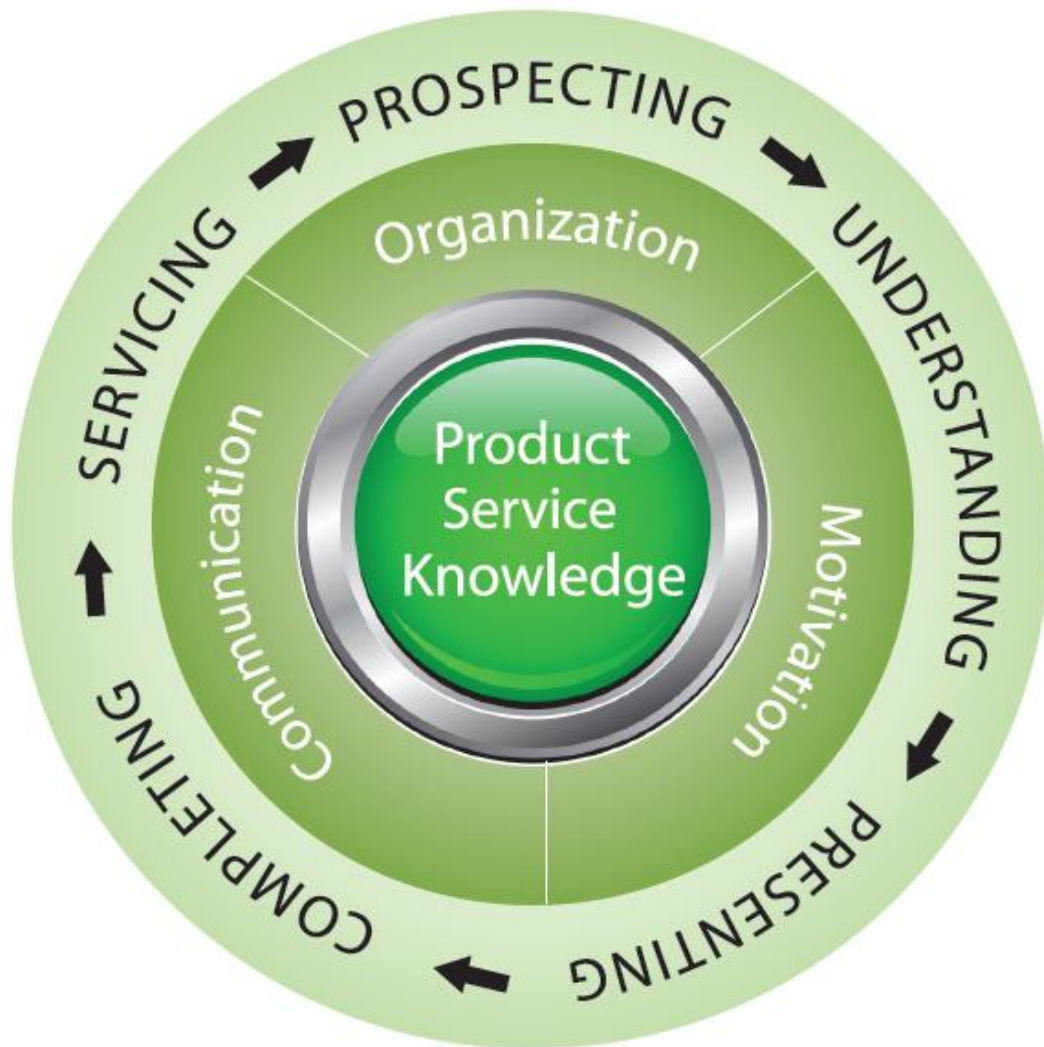 PROSPECTING
UNDERSTANDING
PRESENTING
COMPLETING
SERVICING
Organization
Motivation
Communication
Product
Service
Knowledge